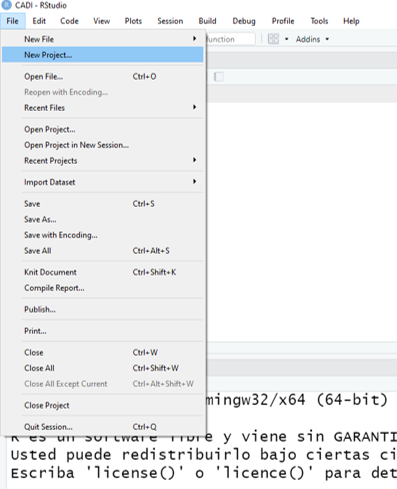 CADI - RStudio
File Edit Code View Plots Session Build Debug Profile Tools Help
New File
function Addins
New Project...
Open File... Ctrl+O
Reopen with Encoding...
Recent Files
Open Project...
Open Project in New Session...
Recent Projects
Import Dataset
Save Ctrl+S
Save As...
Save with Encoding...
Save All Ctrl+Alt+S
Knit Document Ctrl+Shift+K
Compile Report...
Publish...
Print...
Close Ctrl+W
Close All Ctrl+Shift+W
Close All Except Current Ctrl+Alt+Shift+W
mingw32/x64 (64-bit)
Close Project
Quit Session... Ctrl+Q
R es un software libre y viene sin GARANTI
Usted puede redistribuirlo bajo ciertas ci
Escriba 'license()' o 'licence()' para det